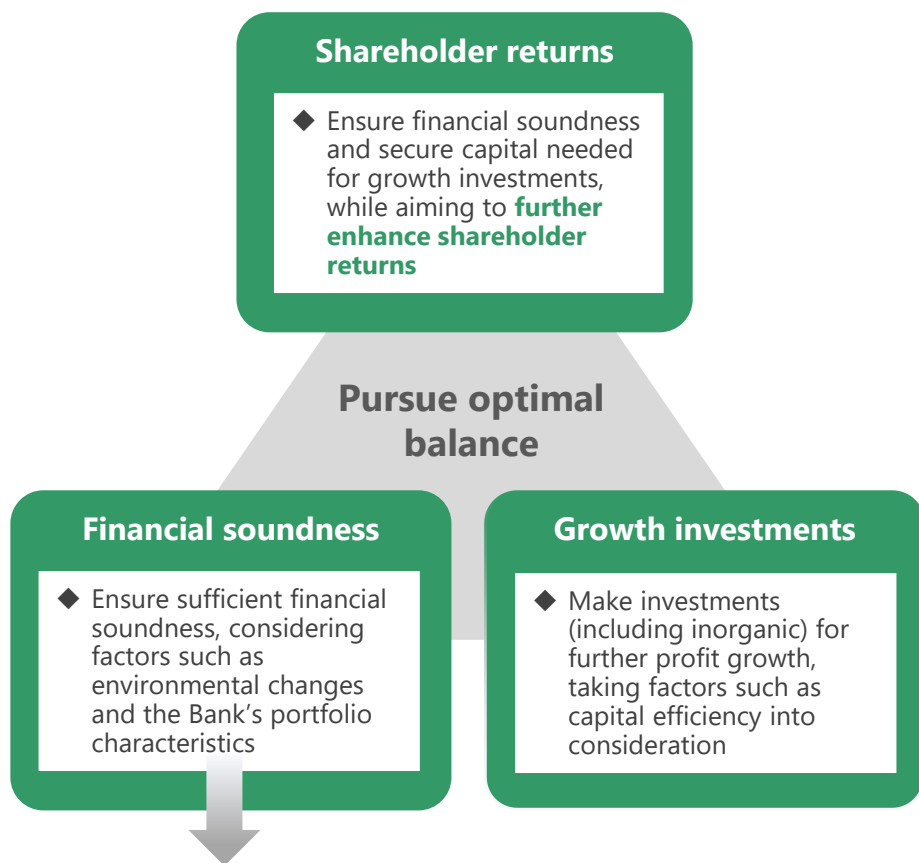 Shareholder returns
◆ Ensure financial soundness
and secure capital needed
for growth investments,
while aiming to further
enhance shareholder
returns
Pursue optimal
balance
Financial soundness
◆ Ensure sufficient financial
soundness, considering
factors such as
environmental changes
and the Bank’s portfolio
characteristics
Growth investments
◆ Make investments
(including inorganic) for
further profit growth,
taking factors such as
capital efficiency into
consideration